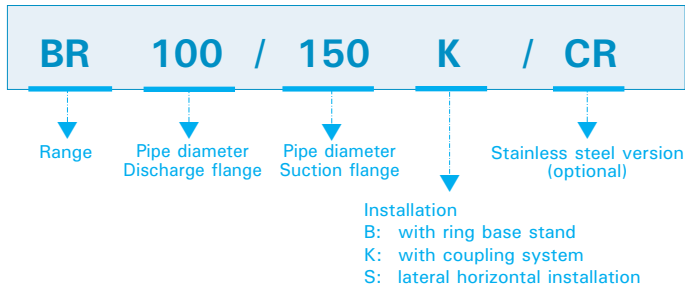 BR 100 / 150 K / CR
Range
Pipe diameter
Discharge flange
Pipe diameter
Suction flange
Stainless steel version
(optional)
Installation
B: with ring base stand
K: with coupling system
S: lateral horizontal installation